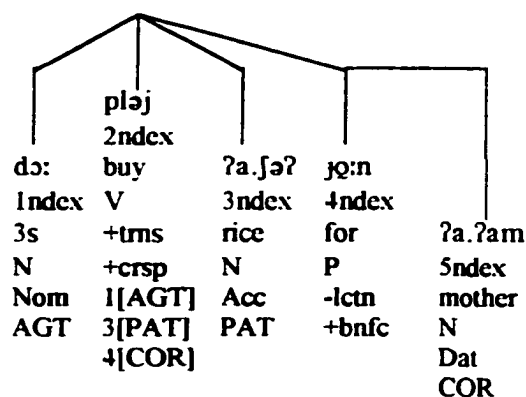 dɔ:
1ndex
3s
N
Nom
AGT
pləj
2ndex
buy
V
+trns
+crsp
1[AGT]
3[PAT]
4[COR]
ʔa.ʃəʔ
3ndex
rice
N
Acc
PAT
4ndex
for
P
-lctn
+bnfc
ʔa.ʔam
5ndex
mother
N
Dat
COR